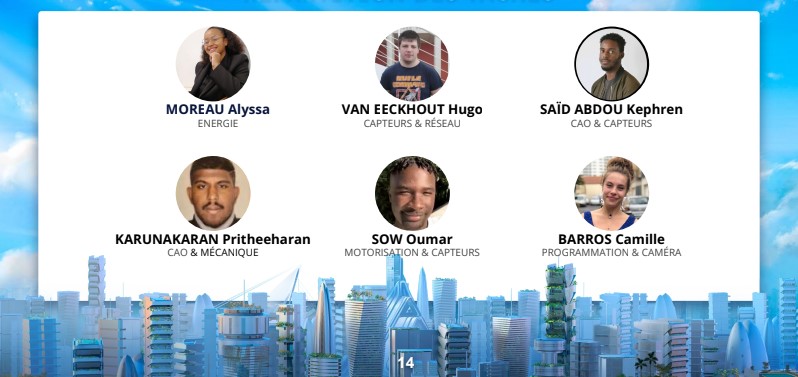 MOREAU Alyssa
ENERGIE
VAN EECKHOUT Hugo
CAPTEURS & RÉSEAU
SAÏD ABDOU Kephren
CAO & CAPTEURS
KARUNAKARAN Pritheeharan
CAO & MÉCANIQUE
SOW Oumar
MOTORISATION & CAPTEURS
BARROS Camille
PROGRAMMATION & CAMÉRA
14